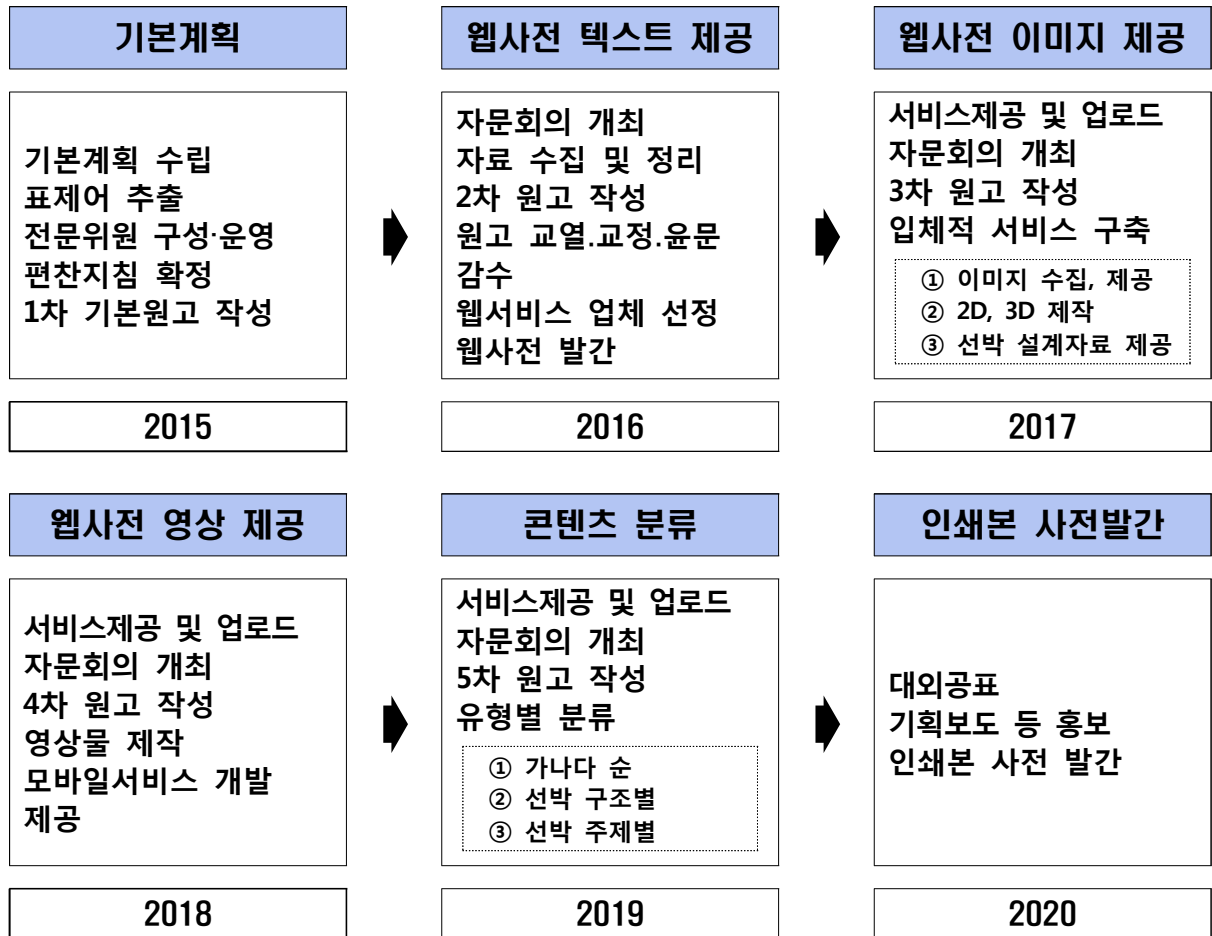 기본계획
기본계획 수립
표제어 추출
전문위원 구성·운영
편찬지침 확정
1차 기본원고 작성
2015
웹사전 텍스트 제공
자문회의 개최
자료 수집 및 정리
2차 원고 작성
원고 교열.교정.윤문
감수
웹서비스 업체 선정
웹사전 발간
2016
웹사전 이미지 제공
서비스제공 및 업로드
자문회의 개최
3차 원고 작성
입체적 서비스 구축
① 이미지 수집, 제공
② 2D, 3D 제작
③ 선박 설계자료 제공
2017
웹사전 영상 제공
서비스제공 및 업로드
자문회의 개최
4차 원고 작성
영상물 제작
모바일서비스 개발
제공
2018
콘텐츠 분류
서비스제공 및 업로드
자문회의 개최
5차 원고 작성
유형별 분류
① 가나다 순
② 선박 구조별
③ 선박 주제별
2019
인쇄본 사전발간
대외공표
기획보도 등 홍보
인쇄본 사전 발간
2020